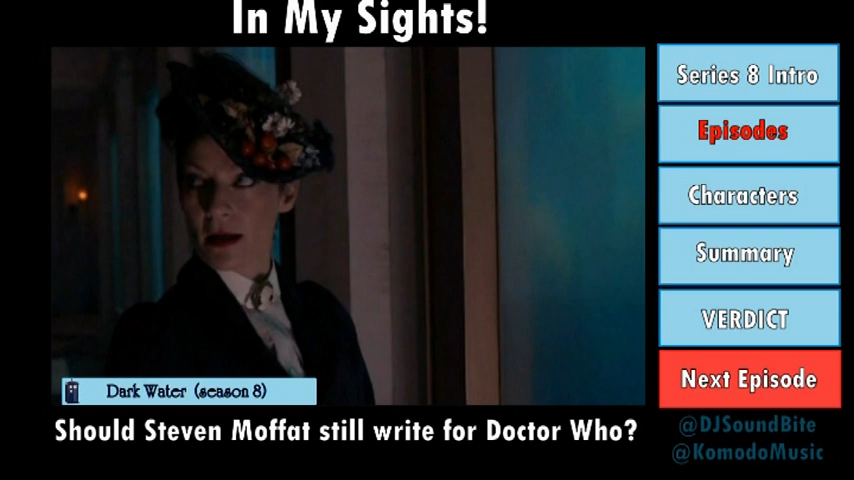 In My Sights!
Series 8 Intro
Episodes
Characters
Summary
VERDICT
Next Episode
Dark Water (season 8)
Should Steven Moffat still write for Doctor Who?
@DJSoundBite
@KomodoMusic